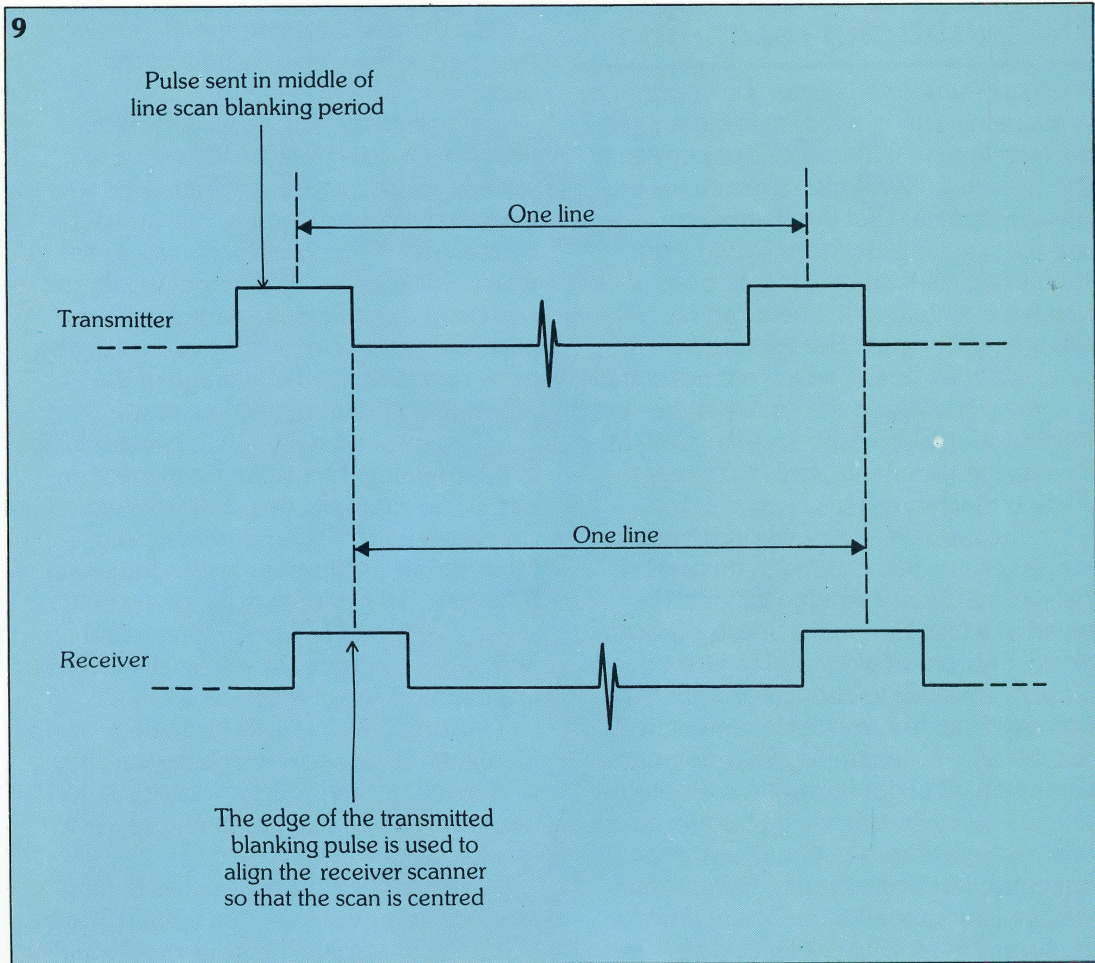 9
Pulse sent in middle of
line scan blanking period
One line
Transmitter
One line
Receiver
The edge of the transmitted
blanking pulse is used to
align the receiver scanner
so that the scan is centred